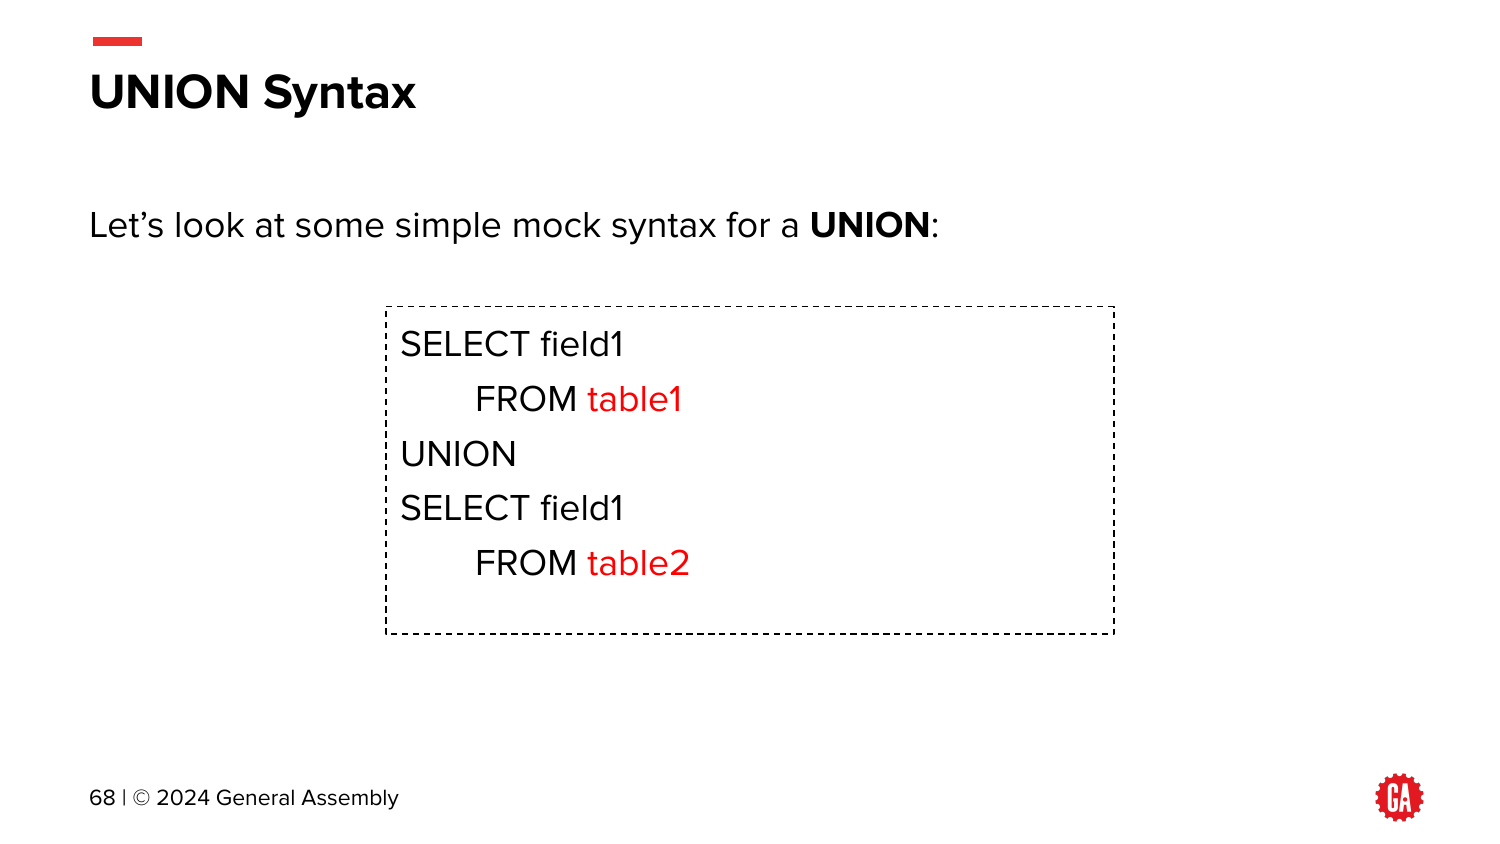 UNION Syntax
Let’s look at some simple mock syntax for a UNION:
SELECT field1
FROM table1
UNION
SELECT field1
FROM table2
68 | © 2024 General Assembly
GA